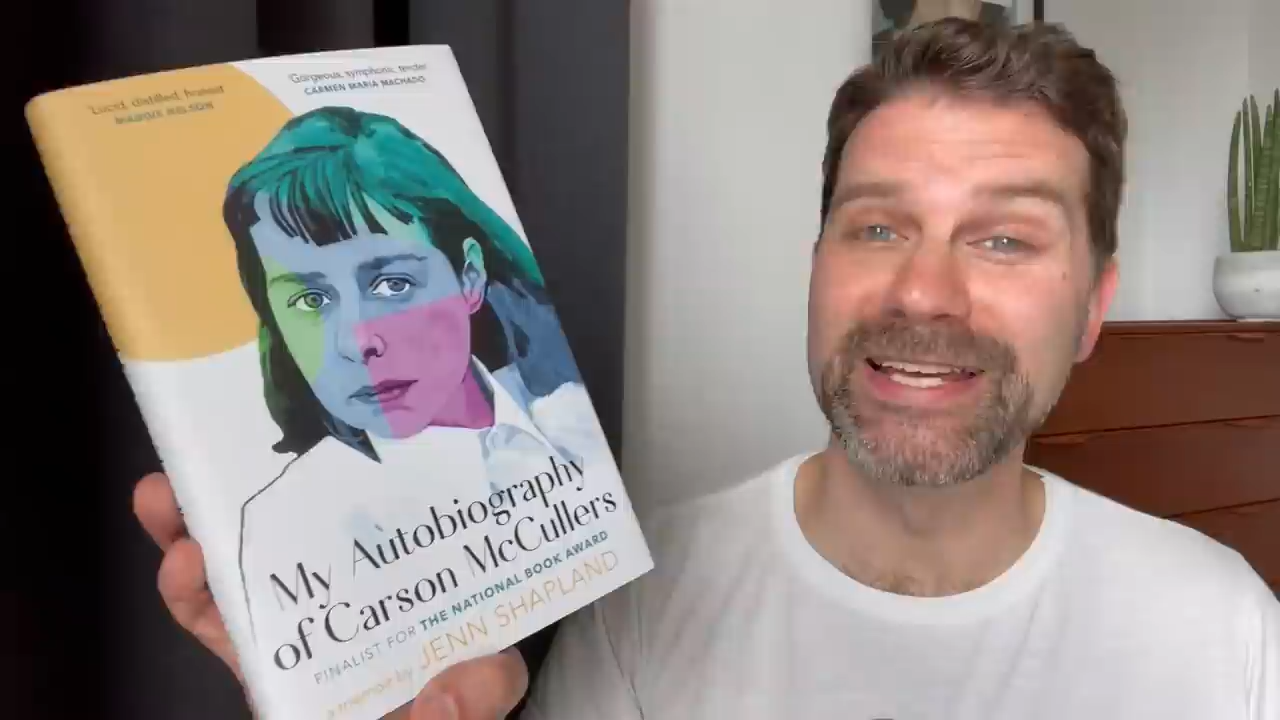 'Lucid, distilled, honest'
MAGGIE NELSON
'Gorgeous, symphonic, tender'
CARMEN MARIA MACHADO
My Autobiography
of Carson McCullers
FINALIST FOR THE NATIONAL BOOK AWARD
a memoir by JENN SHAPLAND